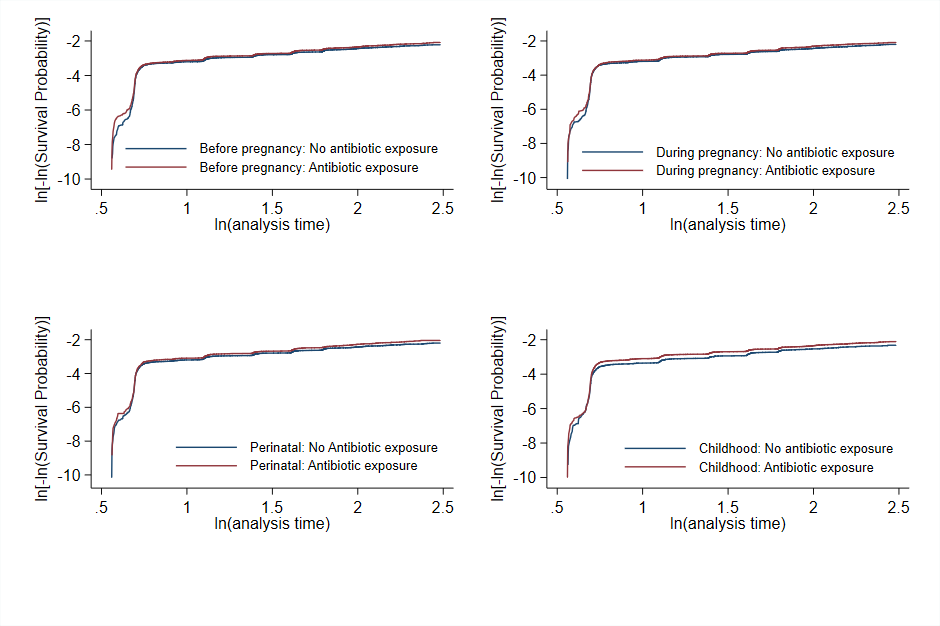 ln[-ln(Survival Probability)]
-2
-4
-6
-8
-10
Before pregnancy: No antibiotic exposure
Before pregnancy: Antibiotic exposure
.5
1
1.5
2
2.5
ln(analysis time)
ln[-ln(Survival Probability)]
-2
-4
-6
-8
-10
During pregnancy: No antibiotic exposure
During pregnancy: Antibiotic exposure
.5
1
1.5
2
2.5
ln(analysis time)
ln[-ln(Survival Probability)]
-2
-4
-6
-8
-10
Perinatal: No Antibiotic exposure
Perinatal: Antibiotic exposure
.5
1
1.5
2
2.5
ln(analysis time)
ln[-ln(Survival Probability)]
-2
-4
-6
-8
-10
Childhood: No antibiotic exposure
Childhood: Antibiotic exposure
.5
1
1.5
2
2.5
ln(analysis time)